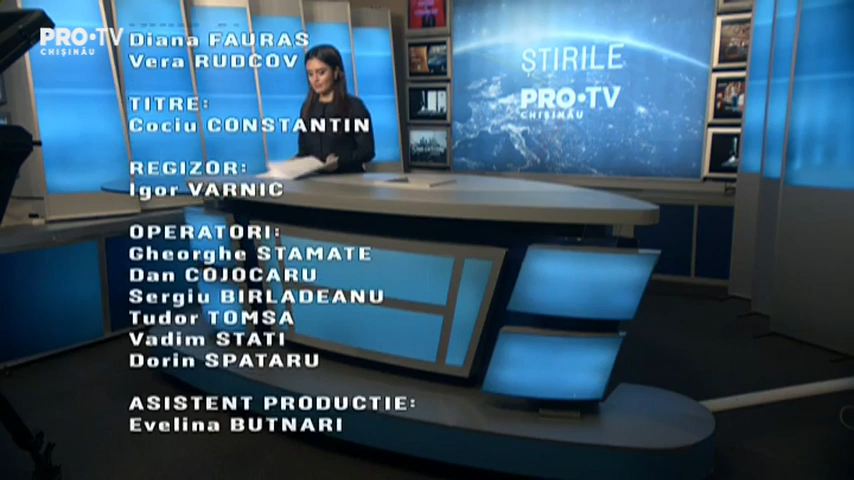 PRO•TV
CHIȘINĂU
Diana FAURAS
Vera RUDCOV
TITRE:
Cociu CONSTANTIN
REGIZOR:
Igor VARNIC
OPERATORI:
Gheorghe STAMATE
Dan COJOCARU
Sergiu BIRLADEANU
Tudor TOMSA
Vadim STATI
Dorin SPATARU
ASISTENT PRODUCTIE:
Evelina BUTNARI
ȘTIRILE
PRO•TV
CHIȘINĂU